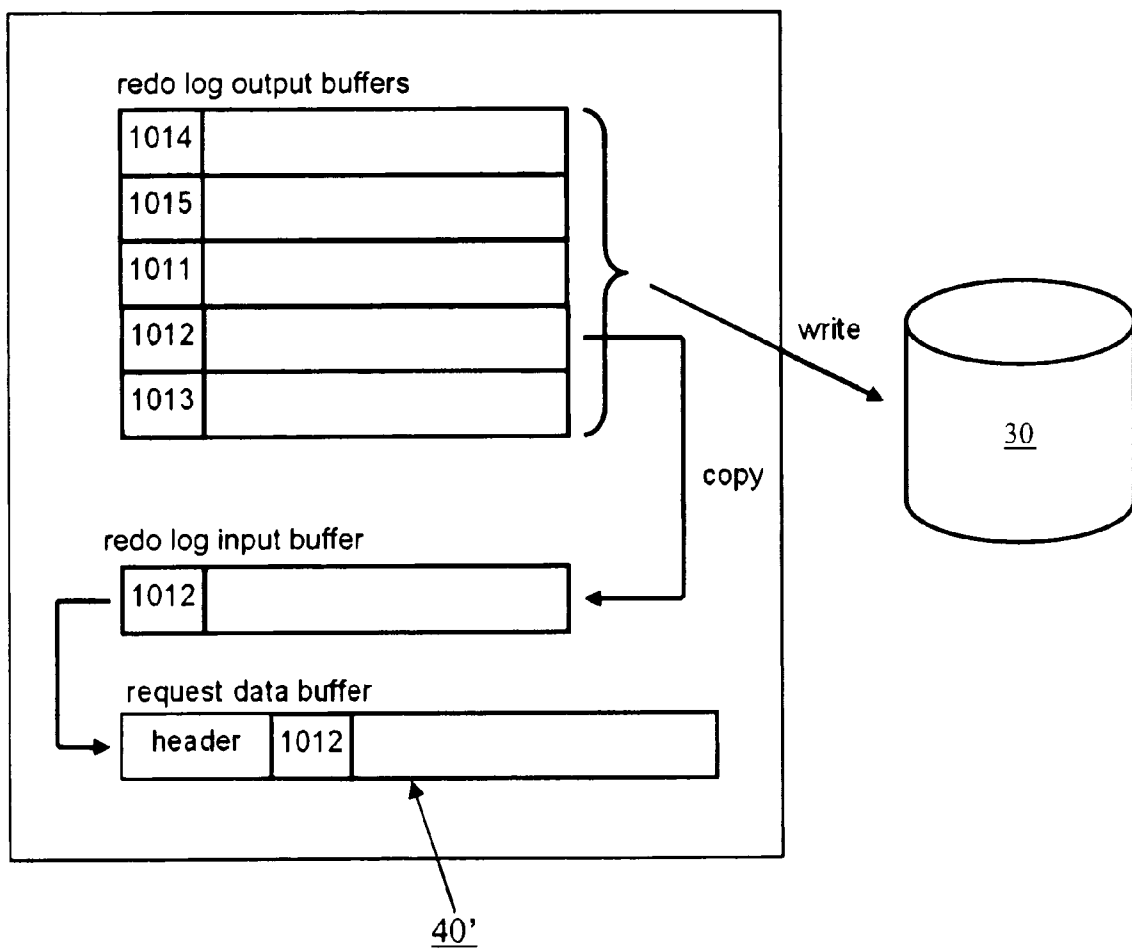 redo log output buffers
1014
1015
1011
1012
1013
write
30
copy
redo log input buffer
1012
request data buffer
header 1012
40’